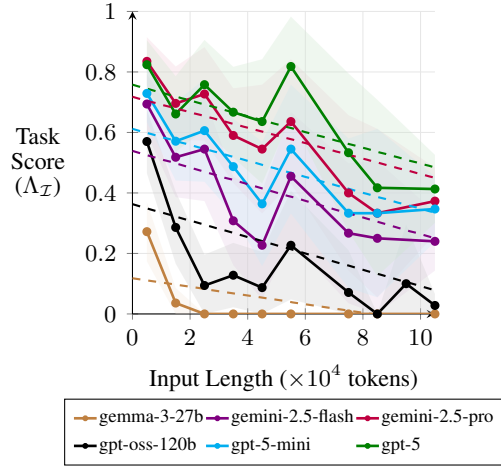 1
0.8
0.6
0.4
0.2
0
Task
Score
(Λ_ℐ)
0 2 4 6 8 10
Input Length (×10⁴ tokens)
gemma-3-27b gemini-2.5-flash gemini-2.5-pro
gpt-oss-120b gpt-5-mini gpt-5